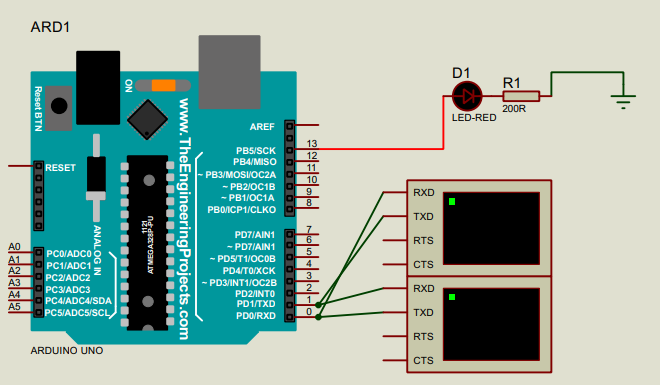 ARD1
ON
Reset BTN
www.TheEngineeringProjects.com
1121
ATMEGA328P-PU
ANALOG IN
RESET
A0 PC0/ADC0
A1 PC1/ADC1
A2 PC2/ADC2
A3 PC3/ADC3
A4 PC4/ADC4/SDA
A5 PC5/ADC5/SCL
AREF
PB5/SCK 13
PB4/MISO 12
~ PB3/MOSI/OC2A 11
~ PB2/OC1B 10
~ PB1/OC1A 9
PB0/ICP1/CLKO 8
PD7/AIN1 7
~ PD7/AIN1 6
~ PD5/T1/OC0B 5
PD4/T0/XCK 4
~ PD3/INT1/OC2B 3
PD2/INT0 2
PD1/TXD 1
PD0/RXD 0
ARDUINO UNO
D1
LED-RED
R1
200R
RXD
TXD
RTS
CTS
RXD
TXD
RTS
CTS